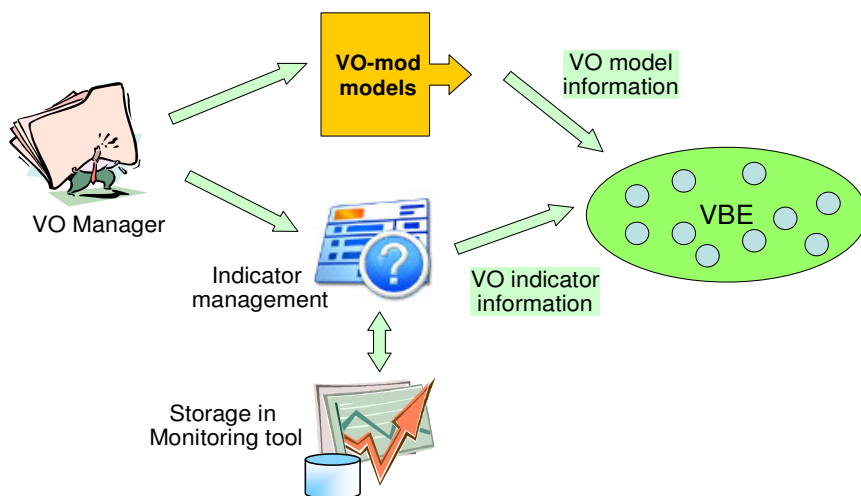 VO-mod
models
VO model
information
VO Manager
VBE
Indicator
management
VO indicator
information
Storage in
Monitoring tool